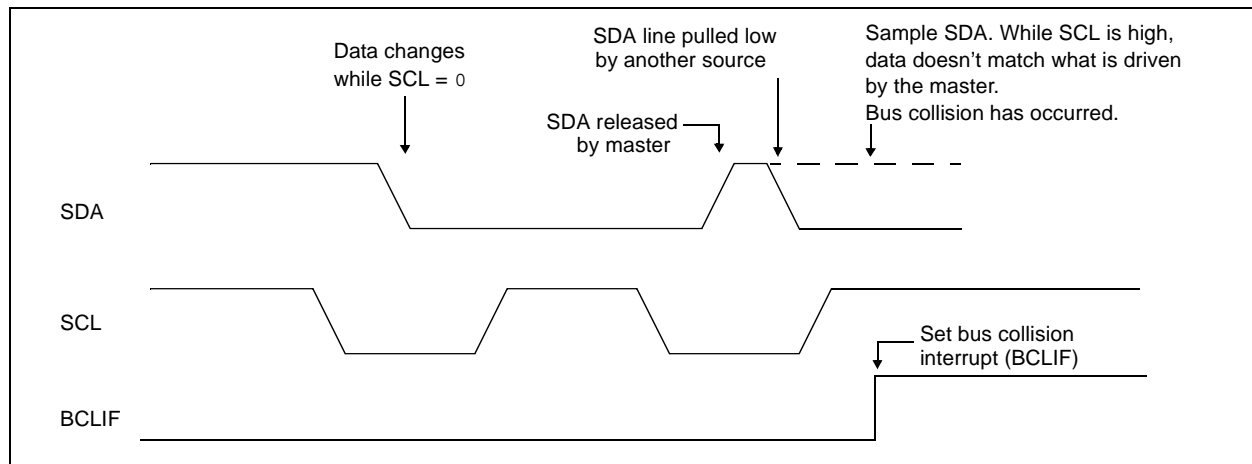 Data changes
while SCL = 0
SDA line pulled low
by another source
Sample SDA. While SCL is high,
data doesn't match what is driven
by the master.
Bus collision has occurred.
SDA released
by master
SDA
SCL
Set bus collision
interrupt (BCLIF)
BCLIF